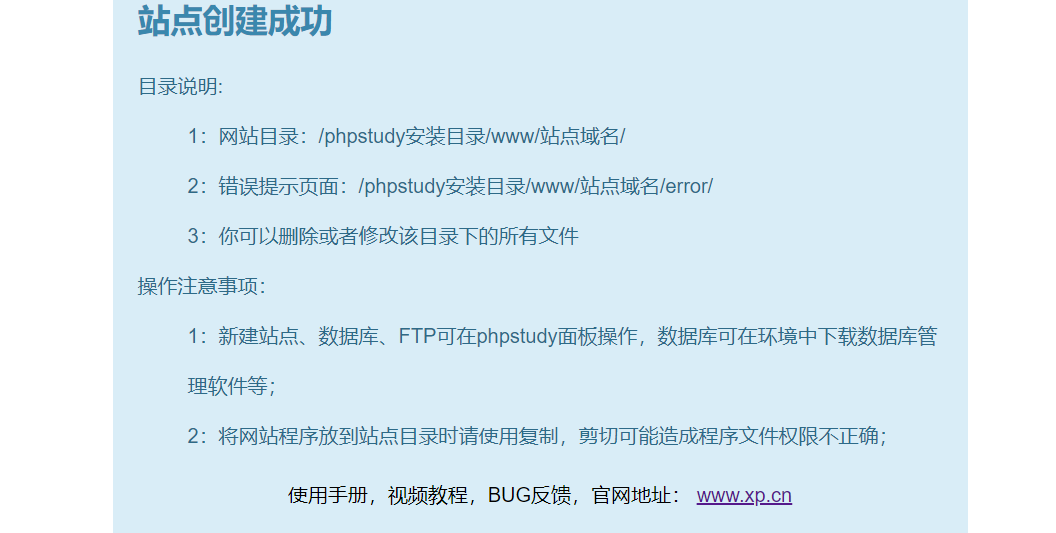 站点创建成功
目录说明:
1：网站目录：/phpstudy安装目录/www/站点域名/
2：错误提示页面：/phpstudy安装目录/www/站点域名/error/
3：你可以删除或者修改该目录下的所有文件
操作注意事项：
1：新建站点、数据库、FTP可在phpstudy面板操作，数据库可在环境中下载数据库管
理软件等；
2：将网站程序放到站点目录时请使用复制，剪切可能造成程序文件权限不正确；
使用手册，视频教程，BUG反馈，官网地址： www.xp.cn